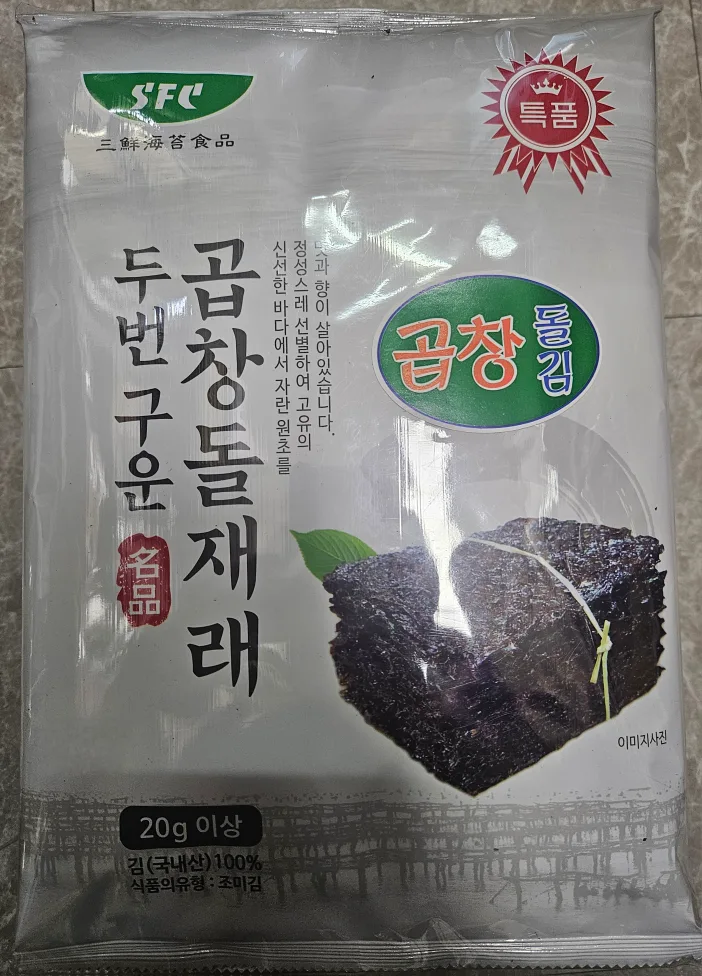 SFC
三鮮海苔食品
특품
두번구운
곱창돌재래
名品
신선한 바다에서 자란 원초를
정성스레 선별하여 고유의
맛과 향이 살아있습니다.
곱창
돌김
이미지사진
20g 이상
김(국내산)100%
식품의유형 : 조미김